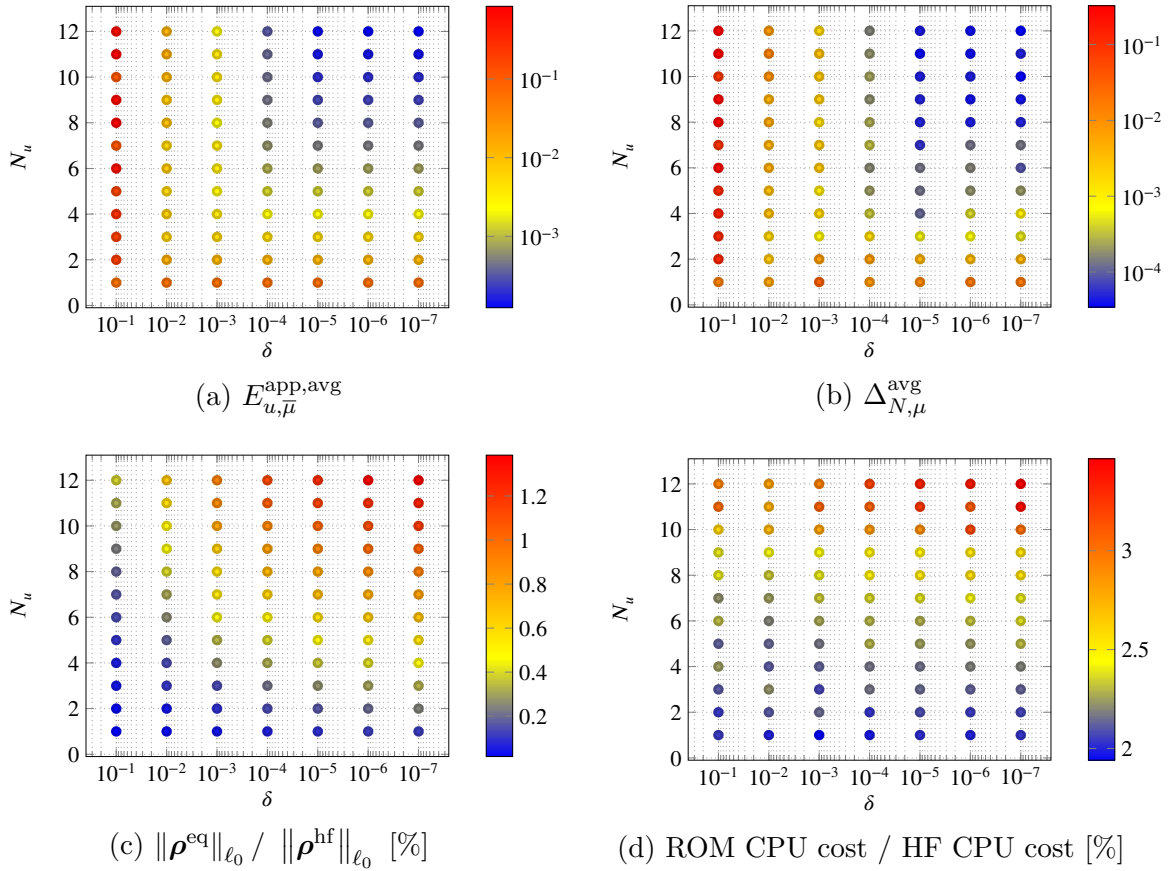 12
10
8
6
4
2
0
N_u
10^{-1} 10^{-2} 10^{-3} 10^{-4} 10^{-5} 10^{-6} 10^{-7}
δ
10^{-1}
10^{-2}
10^{-3}
(a) E_{u,\overline{μ}}^{app,avg}
12
10
8
6
4
2
0
N_u
10^{-1} 10^{-2} 10^{-3} 10^{-4} 10^{-5} 10^{-6} 10^{-7}
δ
10^{-1}
10^{-2}
10^{-3}
10^{-4}
(b) Δ_{N,μ}^{avg}
12
10
8
6
4
2
0
N_u
10^{-1} 10^{-2} 10^{-3} 10^{-4} 10^{-5} 10^{-6} 10^{-7}
δ
1.2
1
0.8
0.6
0.4
0.2
(c) ‖ρ^{eq}‖_{ℓ_0} / ‖ρ^{hf}‖_{ℓ_0} [%]
12
10
8
6
4
2
0
N_u
10^{-1} 10^{-2} 10^{-3} 10^{-4} 10^{-5} 10^{-6} 10^{-7}
δ
3
2.5
2
(d) ROM CPU cost / HF CPU cost [%]